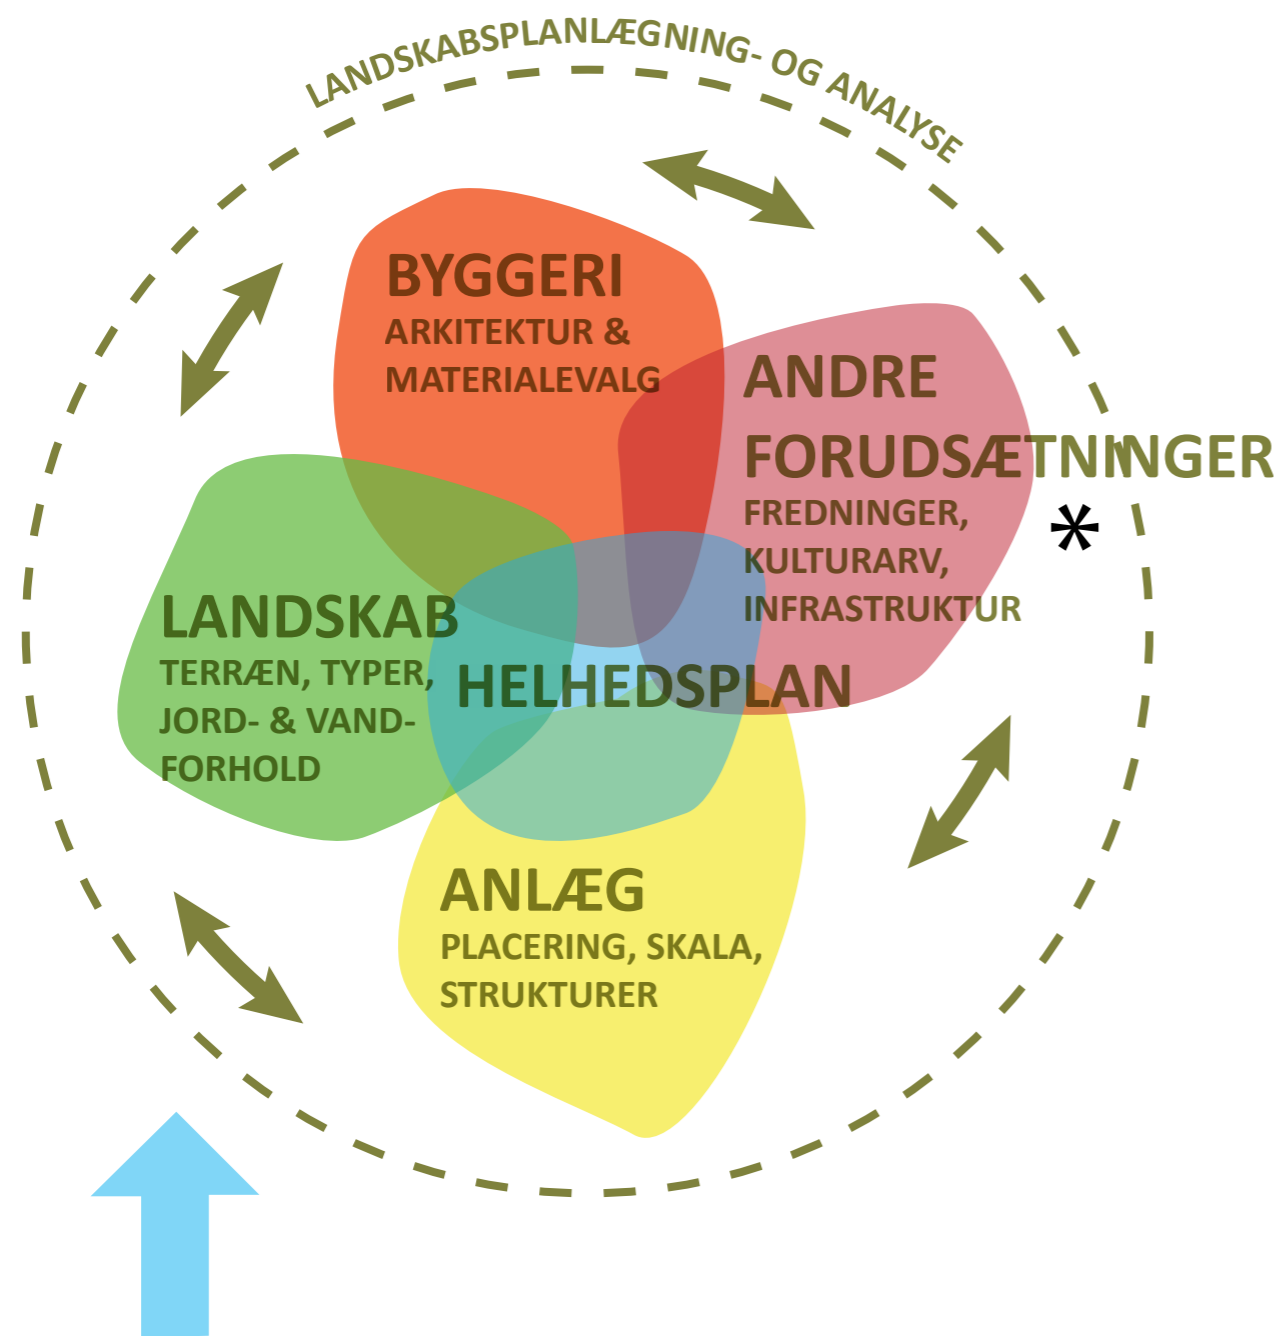 LANDSKABSPLANLÆGNING- OG ANALYSE
BYGGERI
ARKITEKTUR &
MATERIALEVALG
ANDRE
FORUDSÆTNINGER
FREDNINGER,
KULTURARV,
INFRASTRUKTUR
*
LANDSKAB
TERRÆN, TYPER,
JORD- & VAND-
FORHOLD
HELHEDSPLAN
ANLÆG
PLACERING, SKALA,
STRUKTURER